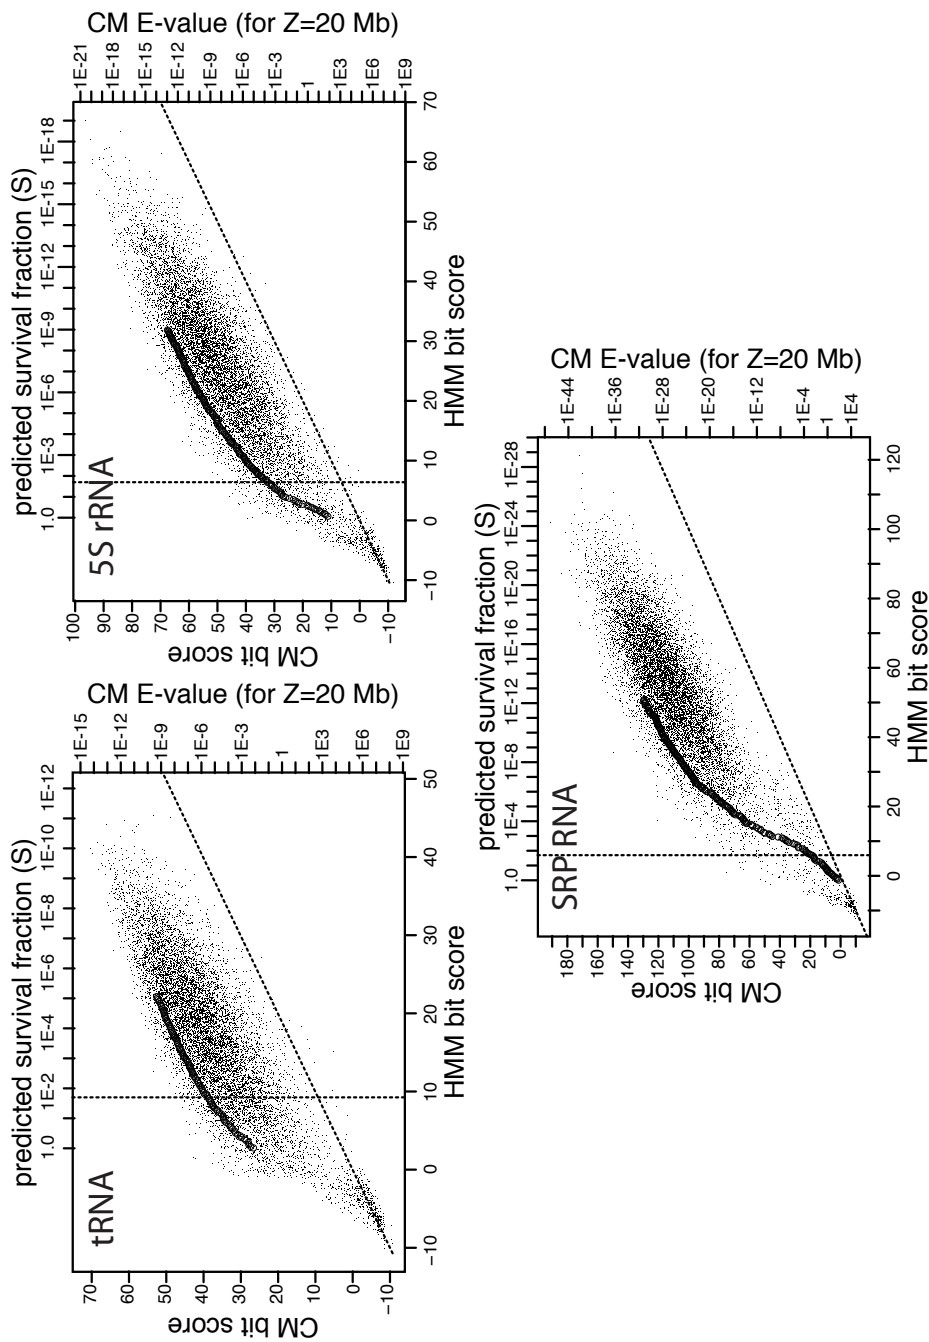 predicted survival fraction (S)
1.0 1E-2 1E-4 1E-6 1E-8 1E-10 1E-12
tRNA
CM bit score
70
60
50
40
30
20
10
0
−10
−10 0 10 20 30 40 50
HMM bit score
CM E-value (for Z=20 Mb)
1E-15
1E-12
1E-9
1E-6
1E-3
1
1E3
1E6
1E9
predicted survival fraction (S)
1.0 1E-3 1E-6 1E-9 1E-12 1E-15 1E-18
5S rRNA
CM bit score
100
90
80
70
60
50
40
30
20
10
0
−10
−10 0 10 20 30 40 50 60 70
HMM bit score
CM E-value (for Z=20 Mb)
1E-21
1E-18
1E-15
1E-12
1E-9
1E-6
1E-3
1
1E3
1E6
1E9
predicted survival fraction (S)
1.0 1E-4 1E-8 1E-12 1E-16 1E-20 1E-24 1E-28
SRP RNA
CM bit score
180
160
140
120
100
80
60
40
20
0
0 20 40 60 80 100 120
HMM bit score
CM E-value (for Z=20 Mb)
1E-44
1E-36
1E-28
1E-20
1E-12
1E-4
1
1E4